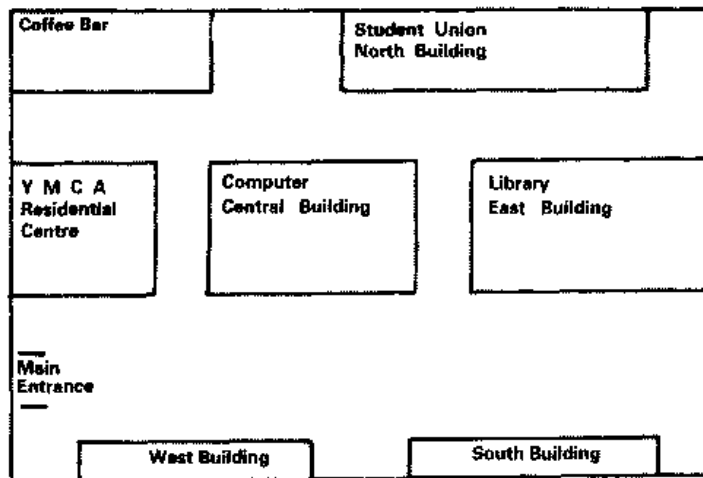 Coffee Bar
Student Union
North Building
Y M C A
Residential
Centre
Computer
Central Building
Library
East Building
Main
Entrance
West Building
South Building